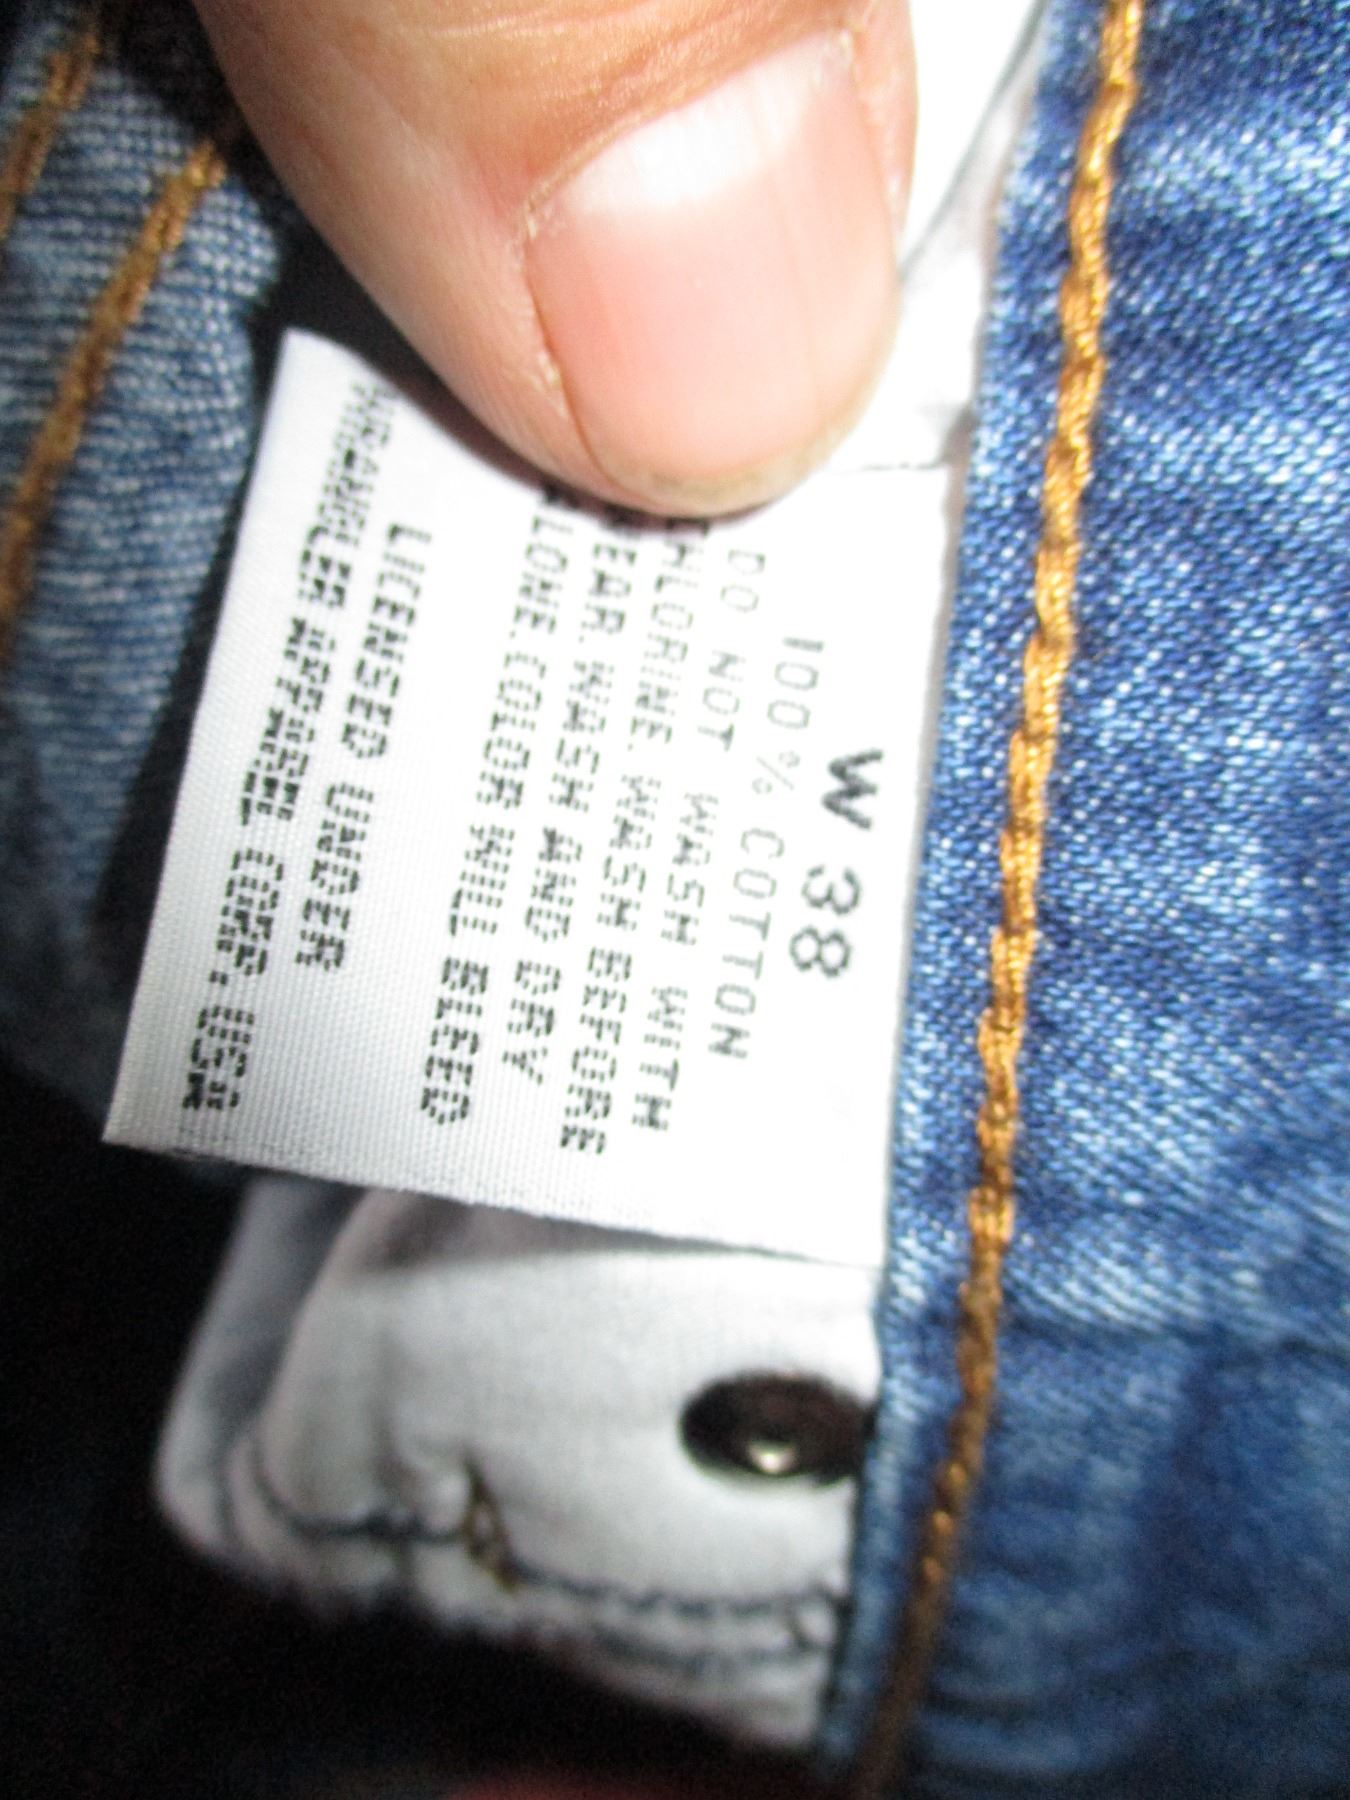 W 38
100% COTTON
DO NOT WASH WITH
CHLORINE. WASH BEFORE
WEAR. WASH AND DRY
ALONE. COLOR WILL BLEED
LICENSED UNDER
WRANGLER APPAREL CORP, USA